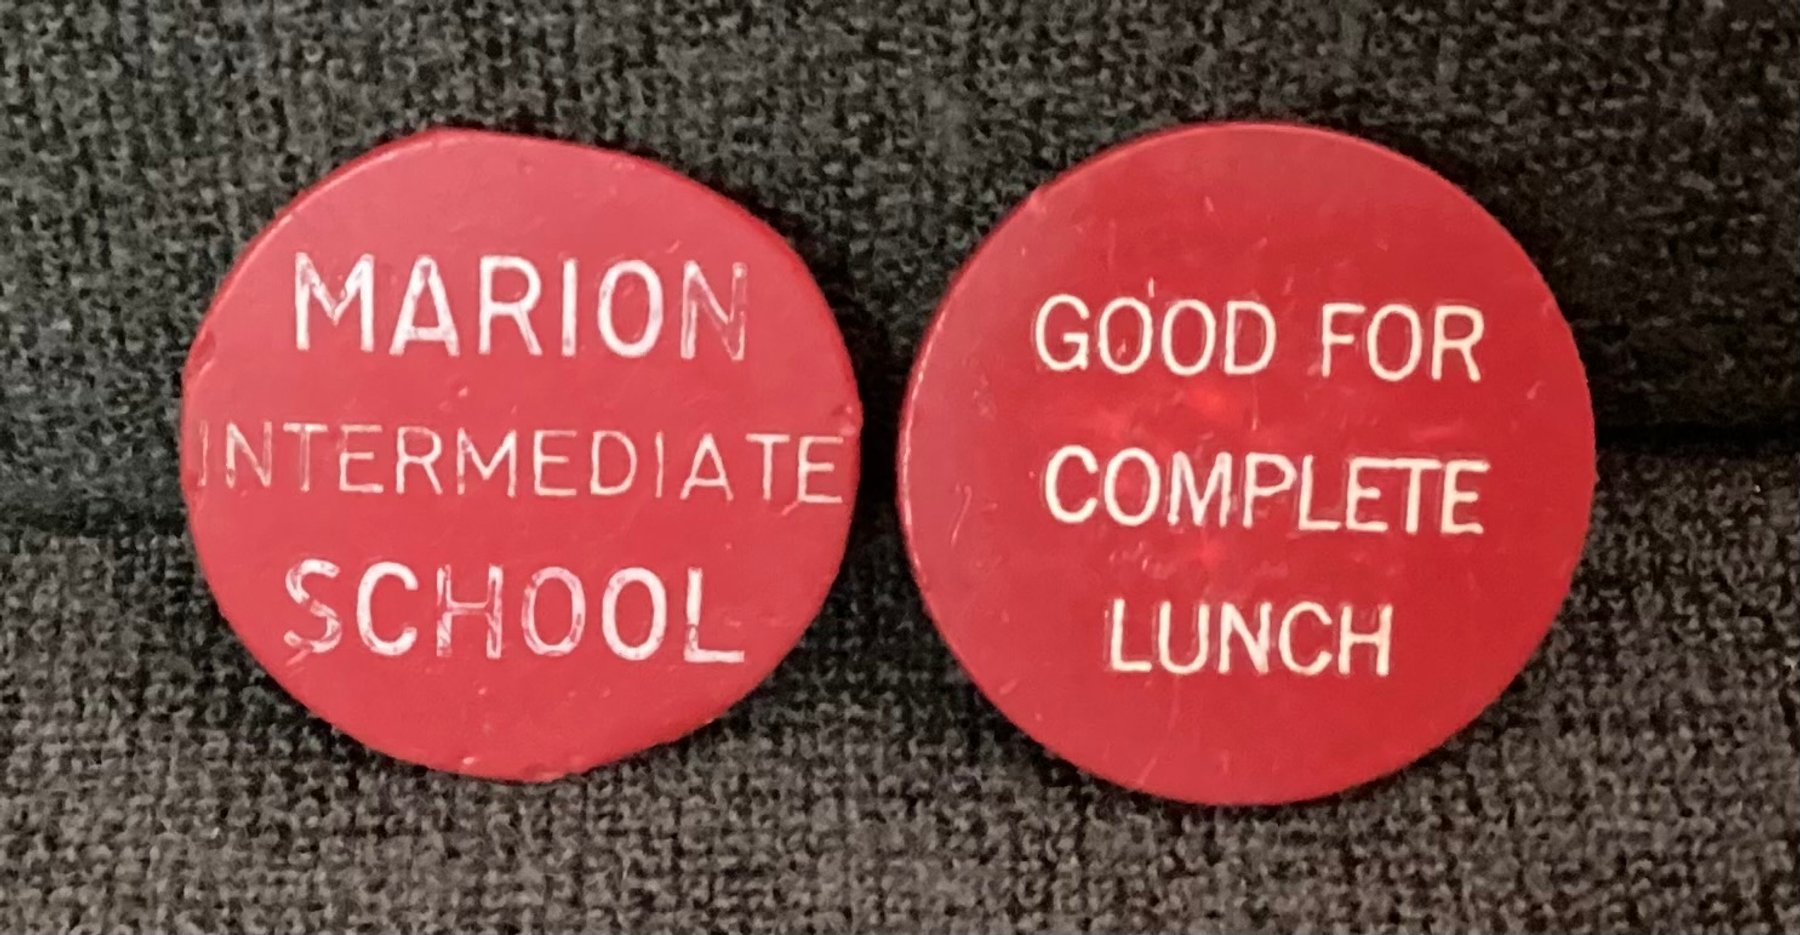 MARION
INTERMEDIATE
SCHOOL
GOOD FOR
COMPLETE
LUNCH